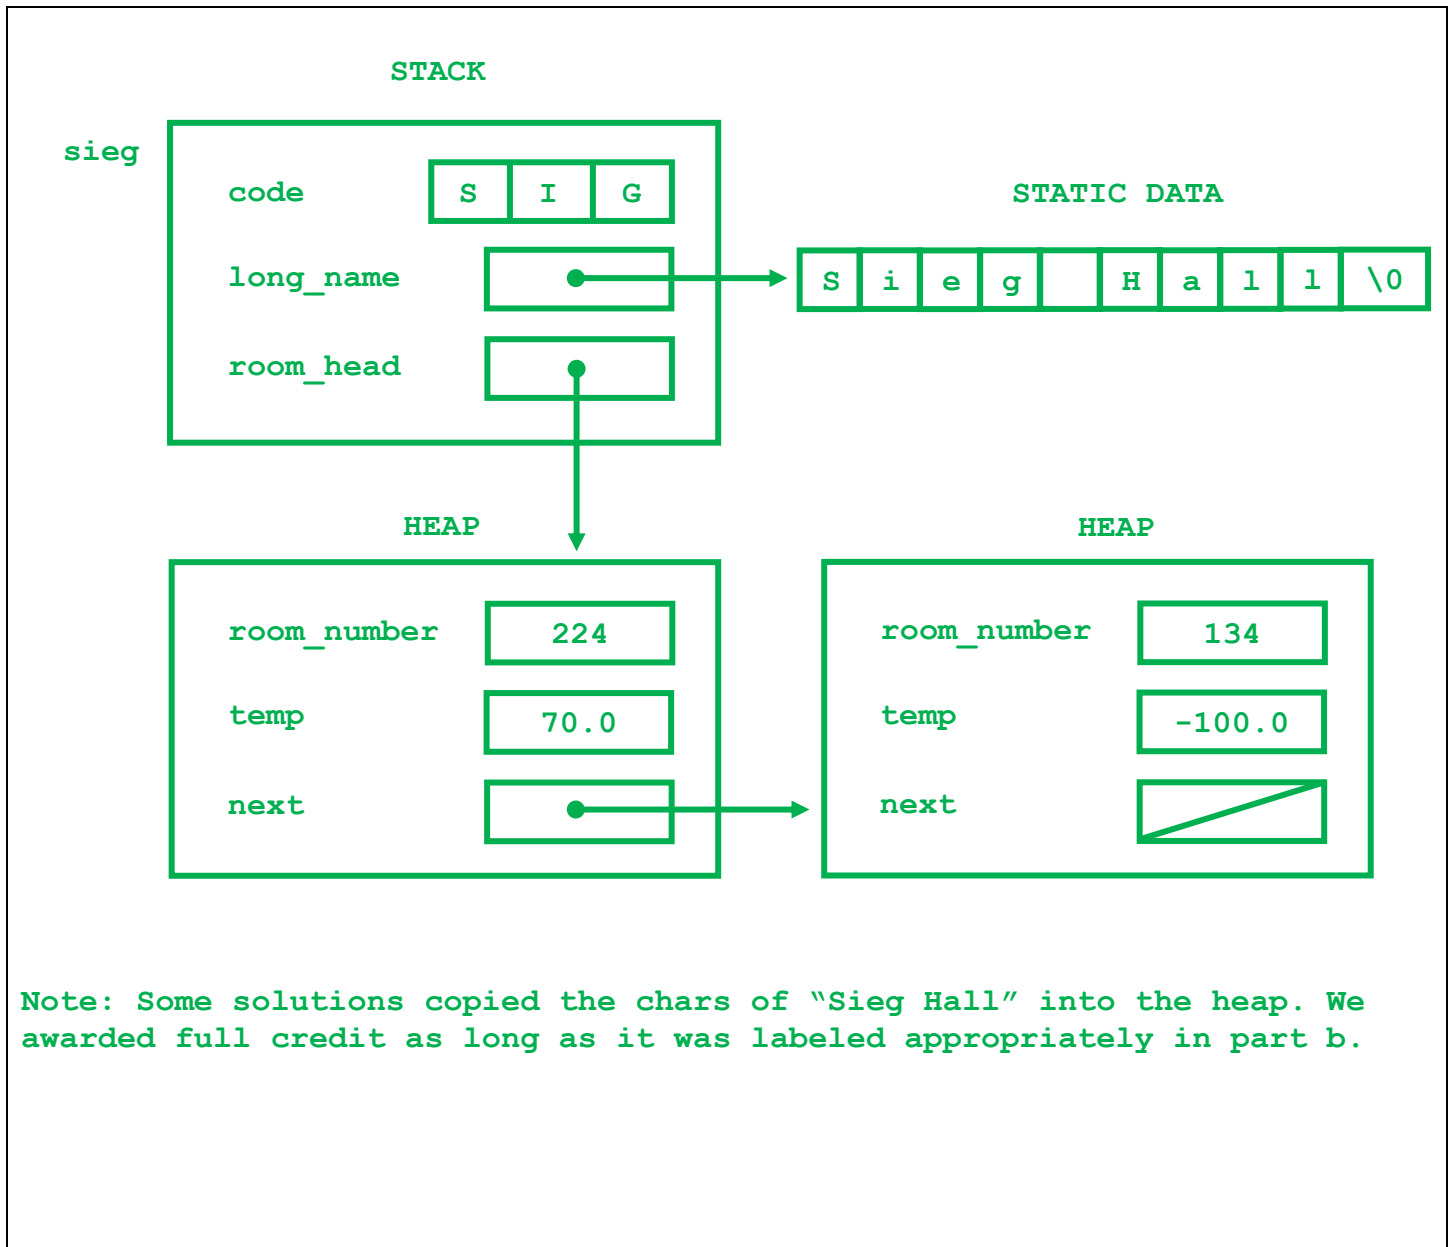 STACK
sieg
code S I G
STATIC DATA
long_name
S i e g H a l l \0
room_head
HEAP
HEAP
room_number 224
room_number 134
temp 70.0
temp -100.0
next
next
Note: Some solutions copied the chars of “Sieg Hall” into the heap. We
awarded full credit as long as it was labeled appropriately in part b.